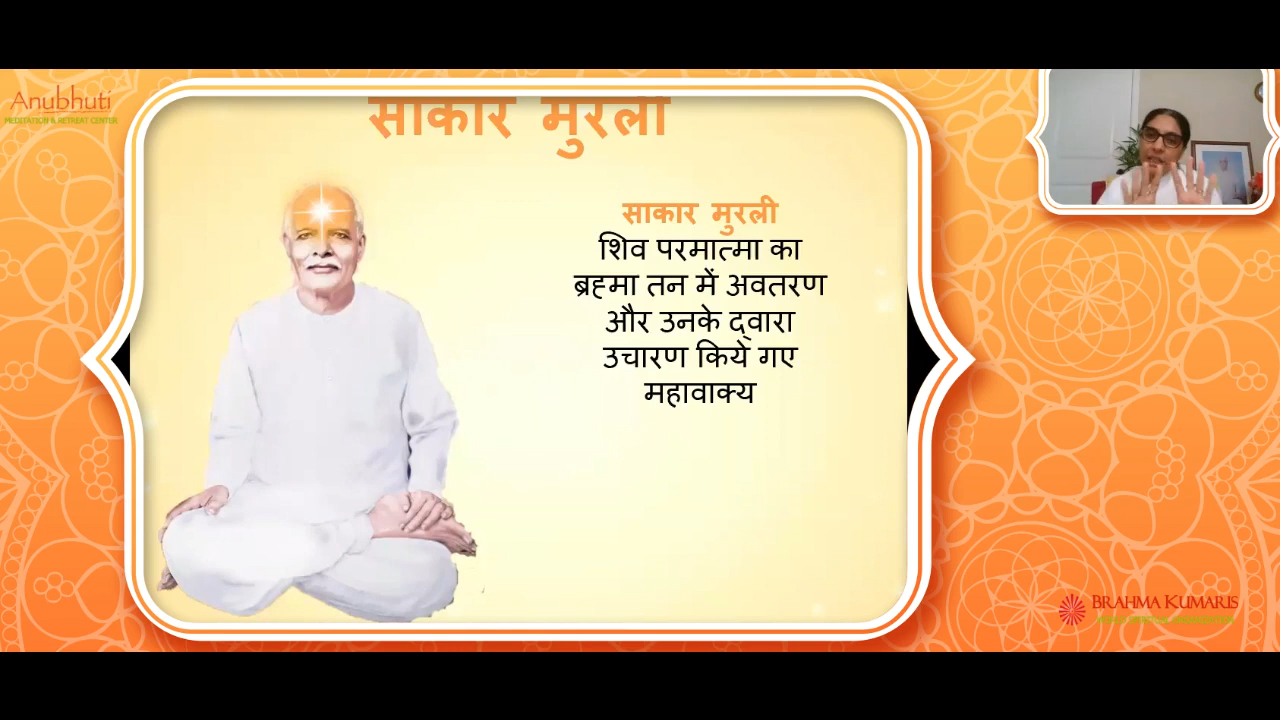 Anubhuti
MEDITATION & RETREAT CENTER
साकार मुरली
साकार मुरली
शिव परमात्मा का
ब्रह्मा तन में अवतरण
और उनके द्वारा
उचारण किये गए
महावाक्य
BRAHMA KUMARIS